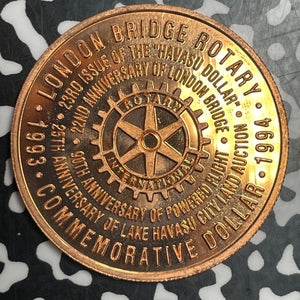 LONDON BRIDGE ROTARY
• 1993 • COMMEMORATIVE DOLLAR • 1994 •
23RD ISSUE OF THE "HAVASU DOLLAR"
25TH ANNIVERSARY OF LAKE HAVASU CITY LAND AUCTION
22ND ANNIVERSARY OF LONDON BRIDGE
90TH ANNIVERSARY OF POWERED FLIGHT
ROTARY
INTERNATIONAL